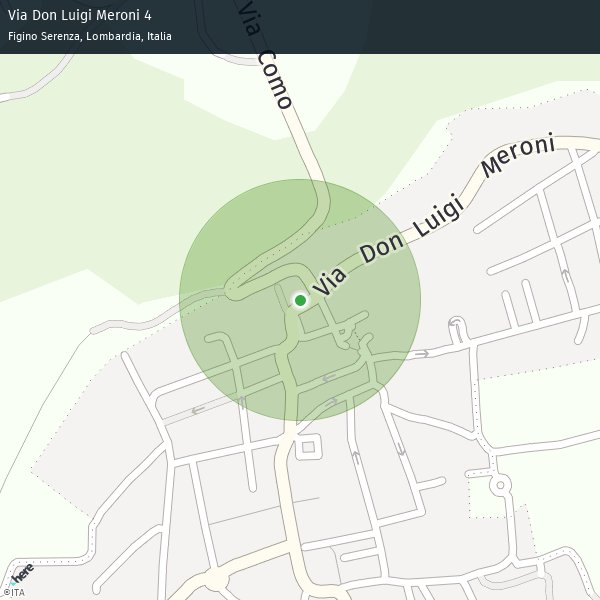 Via Don Luigi Meroni 4
Figino Serenza, Lombardia, Italia
Via Como
Via Don Luigi Meroni
here
©ITA